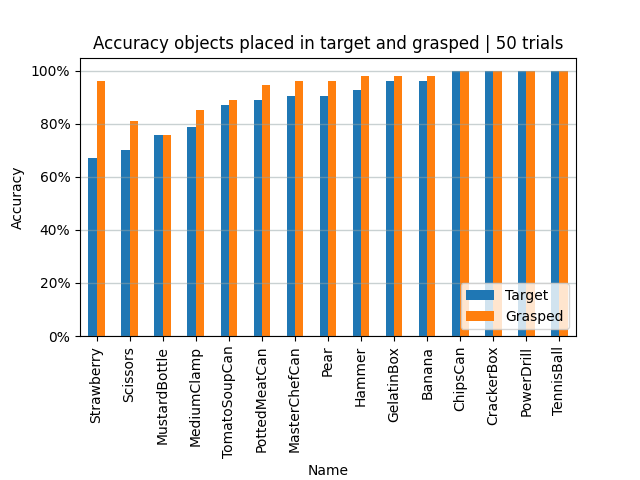 Accuracy objects placed in target and grasped | 50 trials
100%
80%
60%
40%
20%
0%
Accuracy
Target
Grasped
Strawberry
Scissors
MustardBottle
MediumClamp
TomatoSoupCan
PottedMeatCan
MasterChefCan
Pear
Hammer
GelatinBox
Banana
ChipsCan
CrackerBox
PowerDrill
TennisBall
Name